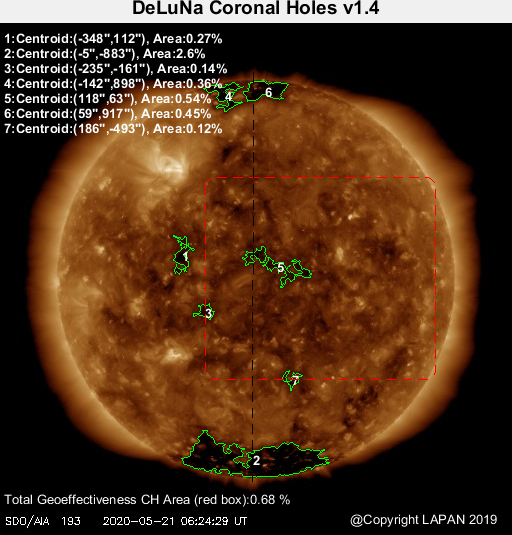 DeLuNa Coronal Holes v1.4
1:Centroid:(-348",112"), Area:0.27%
2:Centroid:(-5",-883"), Area:2.6%
3:Centroid:(-235",-161"), Area:0.14%
4:Centroid:(-142",898"), Area:0.36%
5:Centroid:(118",63"), Area:0.54%
6:Centroid:(59",917"), Area:0.45%
7:Centroid:(186",-493"), Area:0.12%
4
6
1
5
3
7
2
Total Geoeffectiveness CH Area (red box):0.68 %
SDO/AIA 193 2020-05-21 06:24:29 UT
@Copyright LAPAN 2019